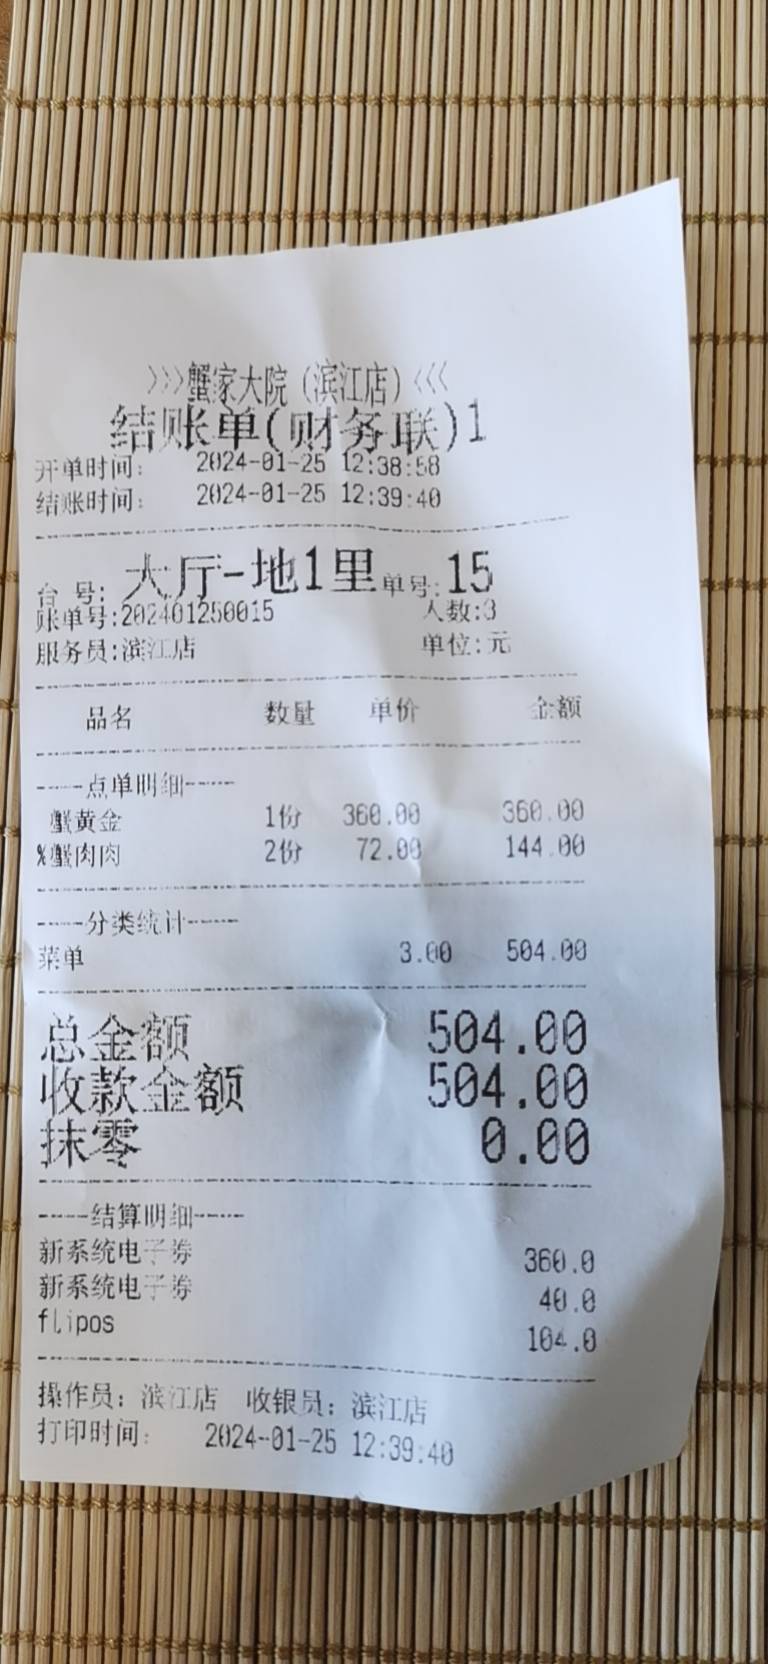 >>>蟹家大院(滨江店)<<<
结账单(财务联)1
开单时间: 2024-01-25 12:38:58
结账时间: 2024-01-25 12:39:40
台 号: 大厅-地1里 单号: 15
账单号:202401250015 人数:3
服务员:滨江店 单位:元
品名 数量 单价 金额
----点单明细----
蟹黄金 1份 360.00 360.00
%蟹肉肉 2份 72.00 144.00
----分类统计----
菜单 3.00 504.00
总金额 504.00
收款金额 504.00
抹零 0.00
----结算明细----
新系统电子券 360.0
新系统电子券 40.0
flipos 104.0
操作员: 滨江店 收银员: 滨江店
打印时间: 2024-01-25 12:39:40